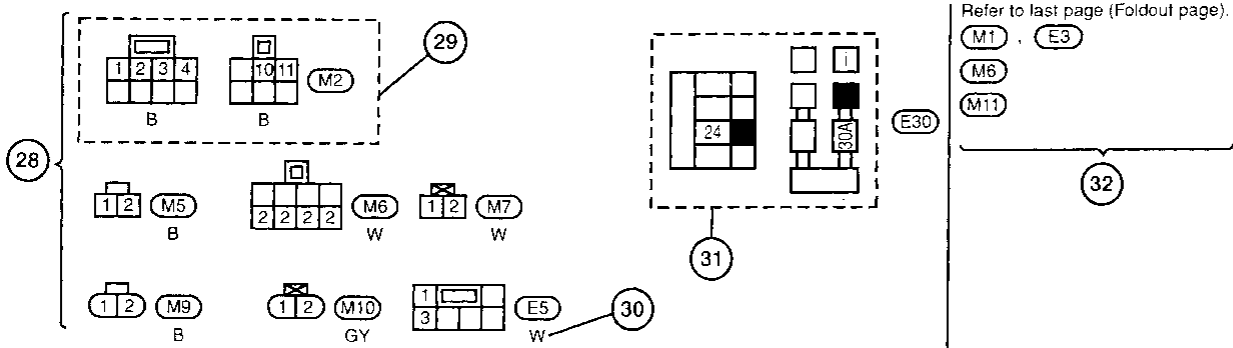 Refer to last page (Foldout page).
M1 , E3
M6
M11
32
28
29
1 2 3 4
B
10 11
B
M2
1 2
M5
B
2 2 2 2
M6
W
1 2
M7
W
1 2
M9
B
1 2
M10
GY
1
3
E5
W
30
24
i
30A
E30
31